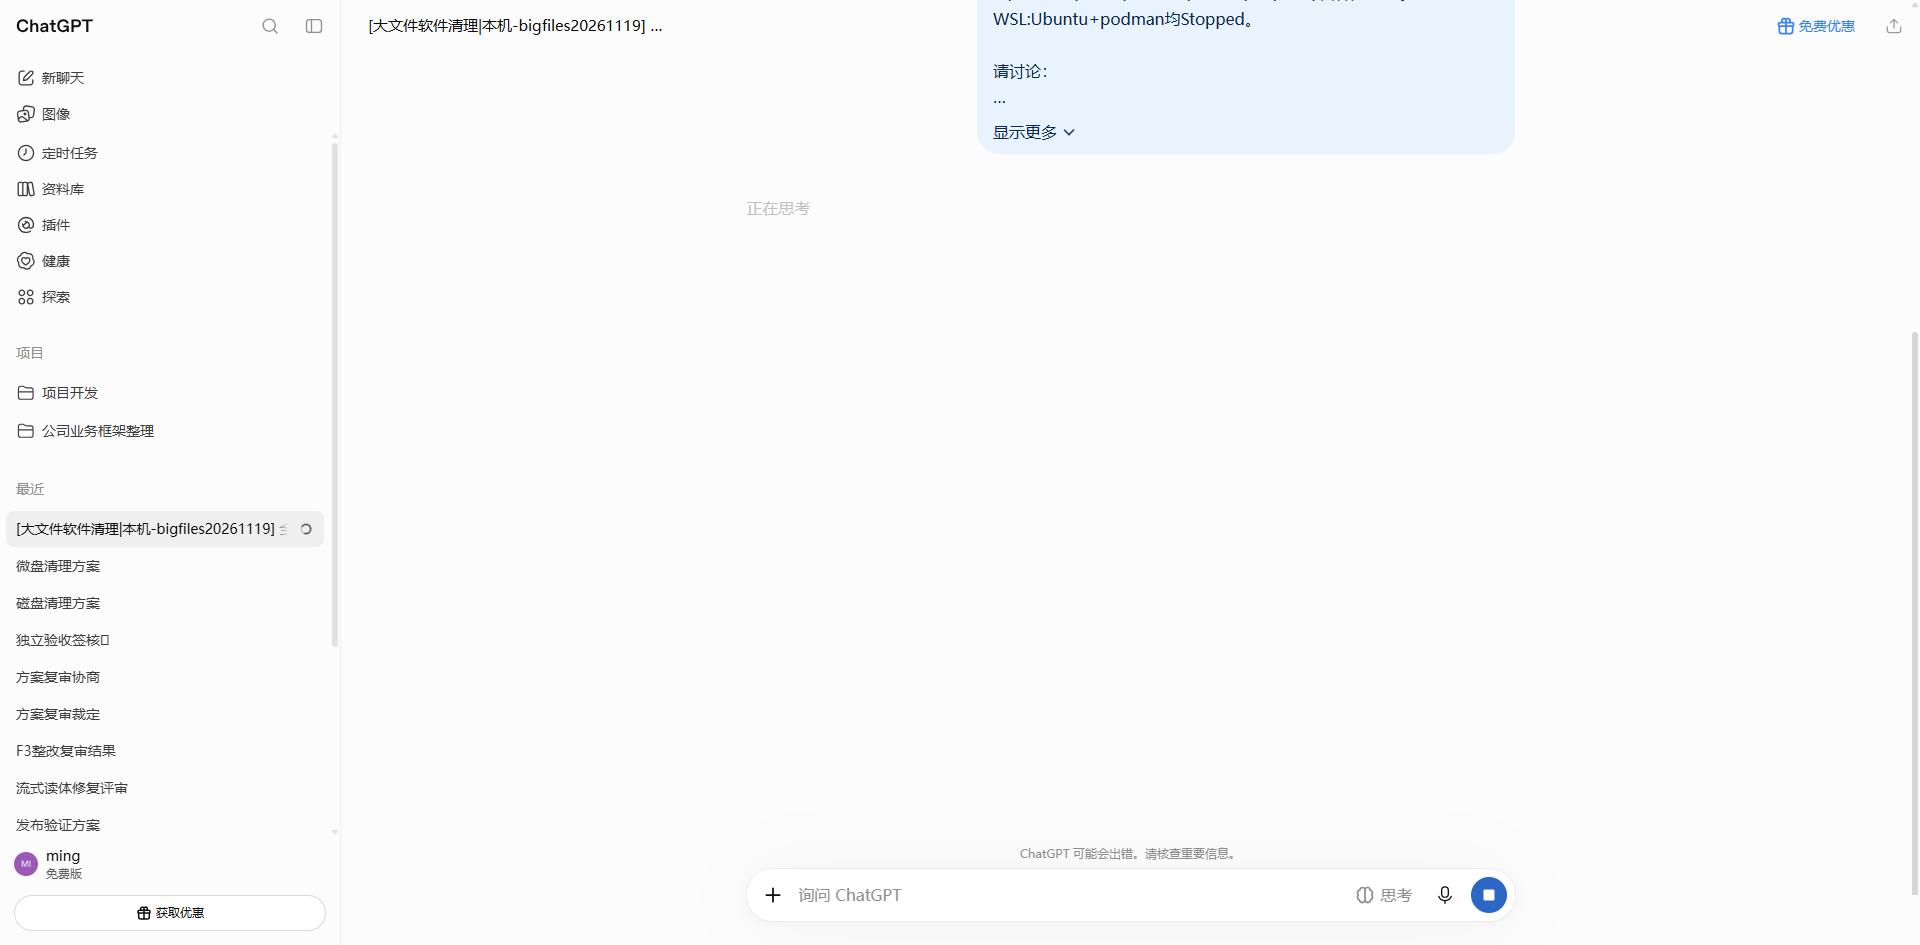 ChatGPT
新聊天
图像
定时任务
资料库
插件
健康
探索
项目
项目开发
公司业务框架整理
最近
[大文件软件清理|本机-bigfiles20261119]
微盘清理方案
磁盘清理方案
独立验收签核
方案复审协商
方案复审裁定
F3整改复审结果
流式读体修复评审
发布验证方案
MI
ming
免费版
获取优惠
[大文件软件清理|本机-bigfiles20261119] ...
免费优惠
WSL:Ubuntu+podman均Stopped。
请讨论：
...
显示更多
正在思考
ChatGPT 可能会出错。请核查重要信息。
询问 ChatGPT
思考